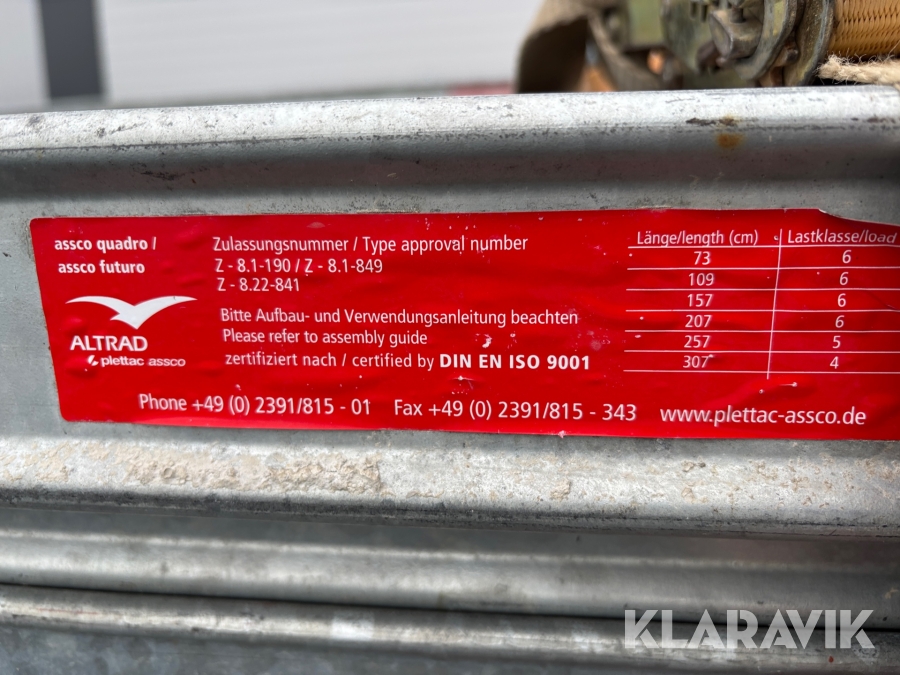 assco quadro /
assco futuro
ALTRAD
plettac assco
Zulassungsnummer / Type approval number
Z - 8.1-190 / Z - 8.1-849
Z - 8.22-841
Bitte Aufbau- und Verwendungsanleitung beachten
Please refer to assembly guide
zertifiziert nach / certified by DIN EN ISO 9001
Länge/length (cm) Lastklasse/load
73 6
109 6
157 6
207 6
257 5
307 4
Phone +49 (0) 2391/815 - 01 Fax +49 (0) 2391/815 - 343 www.plettac-assco.de
KLARAVIK